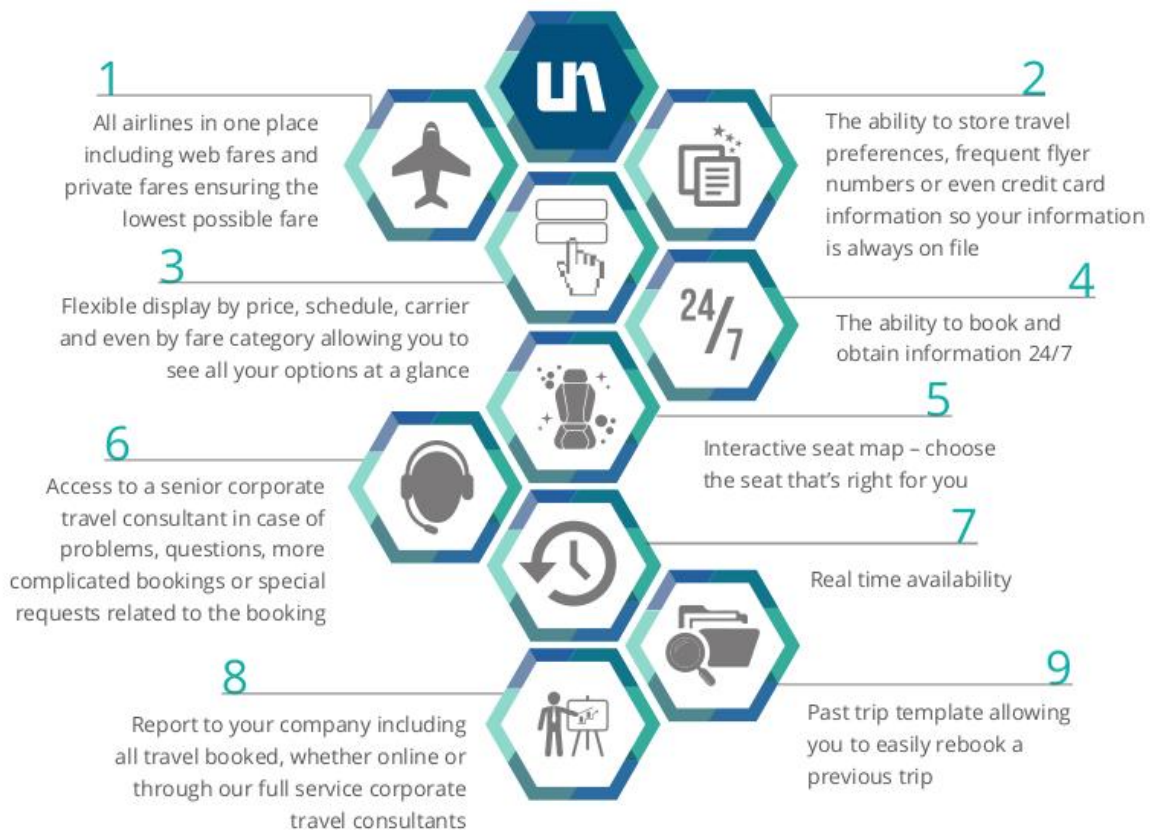 un
1
All airlines in one place
including web fares and
private fares ensuring the
lowest possible fare
2
The ability to store travel
preferences, frequent flyer
numbers or even credit card
information so your information
is always on file
3
Flexible display by price, schedule, carrier
and even by fare category allowing you to
see all your options at a glance
24/7
4
The ability to book and
obtain information 24/7
5
Interactive seat map – choose
the seat that's right for you
6
Access to a senior corporate
travel consultant in case of
problems, questions, more
complicated bookings or special
requests related to the booking
7
Real time availability
8
Report to your company including
all travel booked, whether online or
through our full service corporate
travel consultants
9
Past trip template allowing
you to easily rebook a
previous trip